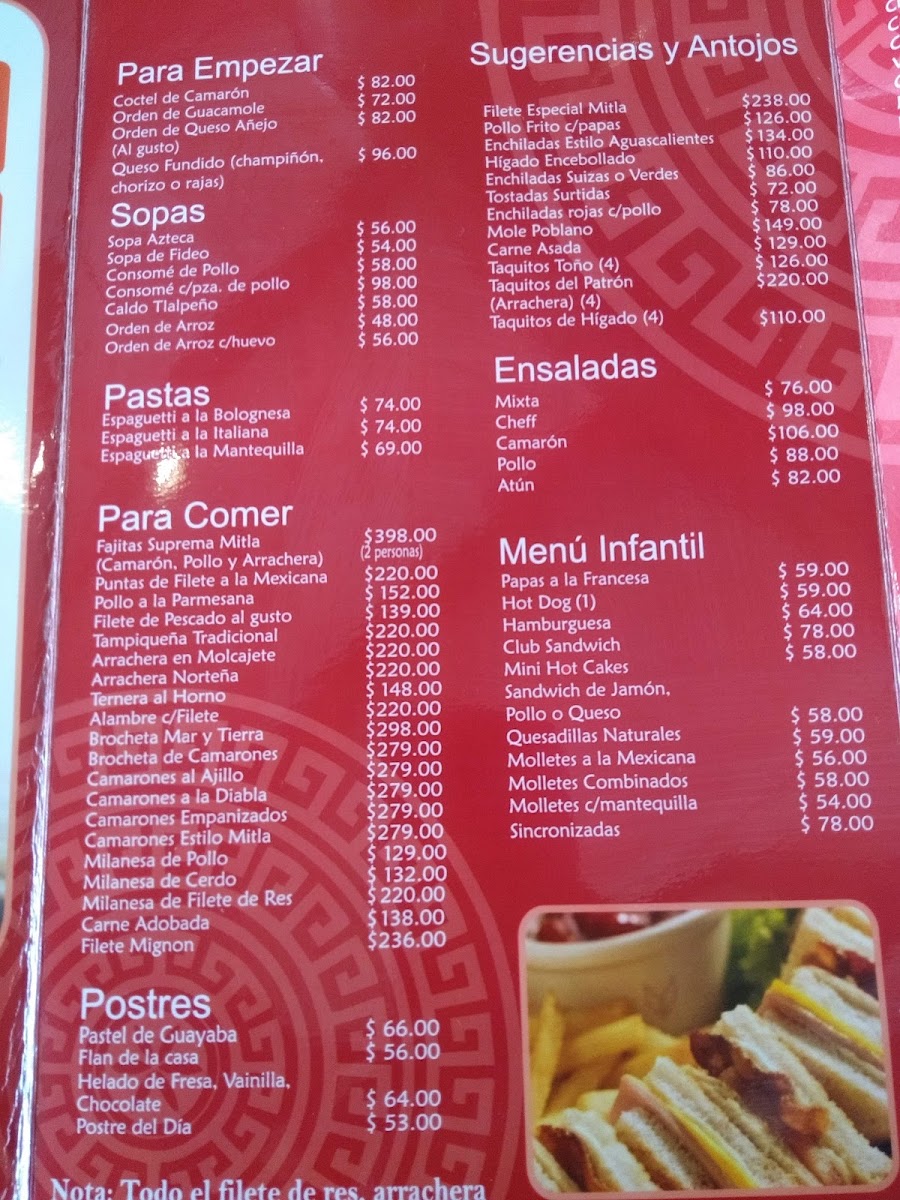 Para Empezar
Coctel de Camarón $ 82.00
Orden de Guacamole $ 72.00
Orden de Queso Añejo $ 82.00
(Al gusto)
Queso Fundido (champiñón, $ 96.00
chorizo o rajas)
Sopas
Sopa Azteca $ 56.00
Sopa de Fideo $ 54.00
Consomé de Pollo $ 58.00
Consomé c/pza. de pollo $ 98.00
Caldo Tlalpeño $ 58.00
Orden de Arroz $ 48.00
Orden de Arroz c/huevo $ 56.00
Pastas
Espaguetti a la Bolognesa $ 74.00
Espaguetti a la Italiana $ 74.00
Espaguetti a la Mantequilla $ 69.00
Para Comer
Fajitas Suprema Mitla $398.00
(Camarón, Pollo y Arrachera) (2 personas)
Puntas de Filete a la Mexicana $220.00
Pollo a la Parmesana $ 152.00
Filete de Pescado al gusto $ 139.00
Tampiqueña Tradicional $220.00
Arrachera en Molcajete $220.00
Arrachera Norteña $220.00
Ternera al Horno $ 148.00
Alambre c/Filete $220.00
Brocheta Mar y Tierra $298.00
Brocheta de Camarones $279.00
Camarones al Ajillo $279.00
Camarones a la Diabla $279.00
Camarones Empanizados $279.00
Camarones Estilo Mitla $279.00
Milanesa de Pollo $ 129.00
Milanesa de Cerdo $ 132.00
Milanesa de Filete de Res $220.00
Carne Adobada $138.00
Filete Mignon $236.00
Postres
Pastel de Guayaba $ 66.00
Flan de la casa $ 56.00
Helado de Fresa, Vainilla,
Chocolate $ 64.00
Postre del Día $ 53.00
Nota: Todo el filete de res, arrachera
Sugerencias y Antojos
Filete Especial Mitla $238.00
Pollo Frito c/papas $126.00
Enchiladas Estilo Aguascalientes $134.00
Hígado Encebollado $110.00
Enchiladas Suizas o Verdes $ 86.00
Tostadas Surtidas $ 72.00
Enchiladas rojas c/pollo $ 78.00
Mole Poblano $149.00
Carne Asada $ 129.00
Taquitos Toño (4) $ 126.00
Taquitos del Patrón $220.00
(Arrachera) (4)
Taquitos de Hígado (4) $110.00
Ensaladas
Mixta $ 76.00
Cheff $ 98.00
Camarón $106.00
Pollo $ 88.00
Atún $ 82.00
Menú Infantil
Papas a la Francesa $ 59.00
Hot Dog (1) $ 59.00
Hamburguesa $ 64.00
Club Sandwich $ 78.00
Mini Hot Cakes $ 58.00
Sandwich de Jamón,
Pollo o Queso $ 58.00
Quesadillas Naturales $ 59.00
Molletes a la Mexicana $ 56.00
Molletes Combinados $ 58.00
Molletes c/mantequilla $ 54.00
Sincronizadas $ 78.00